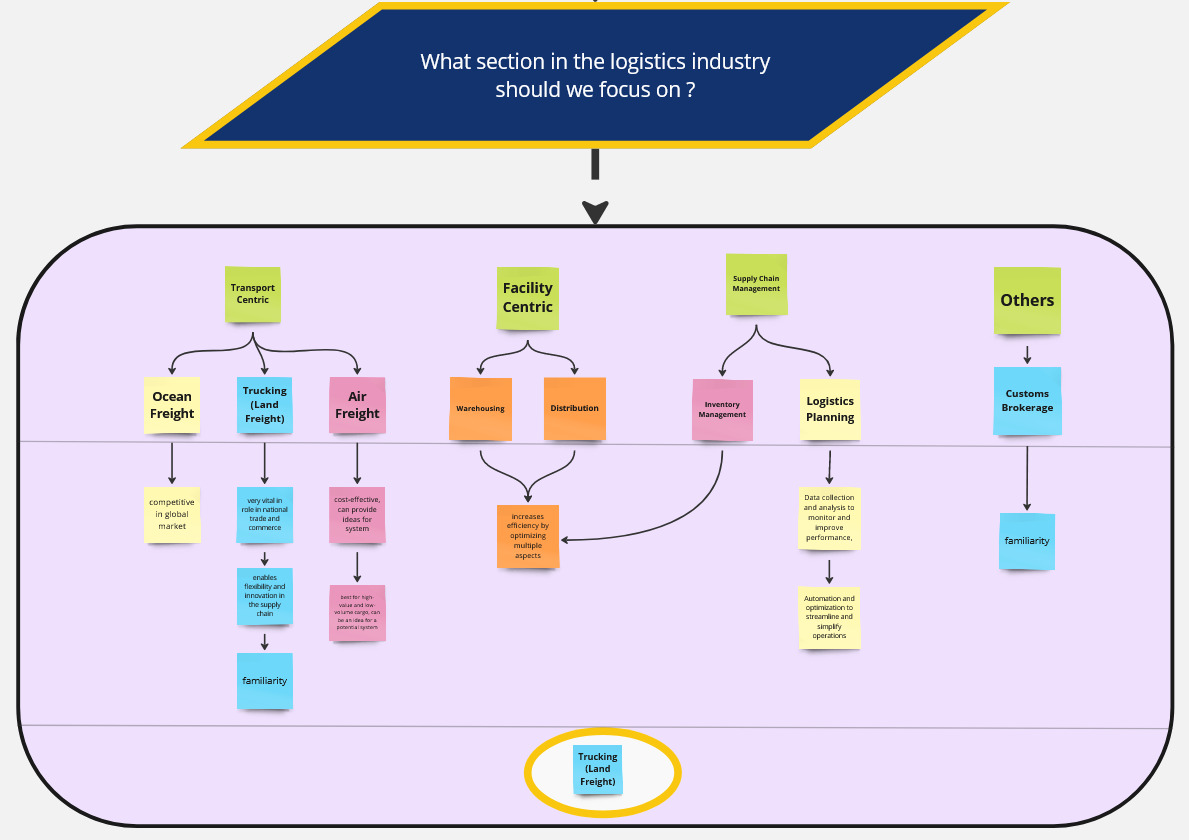 What section in the logistics industry
should we focus on ?
Transport
Centric
Facility
Centric
Supply Chain
Management
Others
Ocean
Freight
Trucking
(Land
Freight)
Air
Freight
Warehousing
Distribution
Inventory
Management
Logistics
Planning
Customs
Brokerage
competitive
in global
market
very vital in
role in national
trade and
commerce
cost-effective,
can provide
ideas for
system
increases
efficiency by
optimizing
multiple
aspects
Data collection
and analysis to
monitor and
improve
performance,
familiarity
enables
flexibility and
innovation in
the supply
chain
best for high-
value and low-
volume cargo, can
be an idea for a
potential system
Automation and
optimization to
streamline and
simplify
operations
familiarity
Trucking
(Land
Freight)